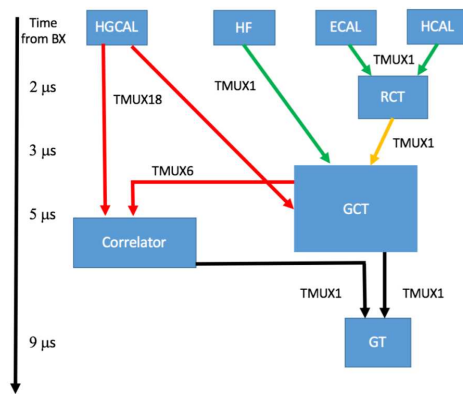 Time
from BX
HGCAL
HF
ECAL
HCAL
2 μs
TMUX18
TMUX1
TMUX1
RCT
3 μs
TMUX6
TMUX1
5 μs
Correlator
GCT
TMUX1
TMUX1
9 μs
GT